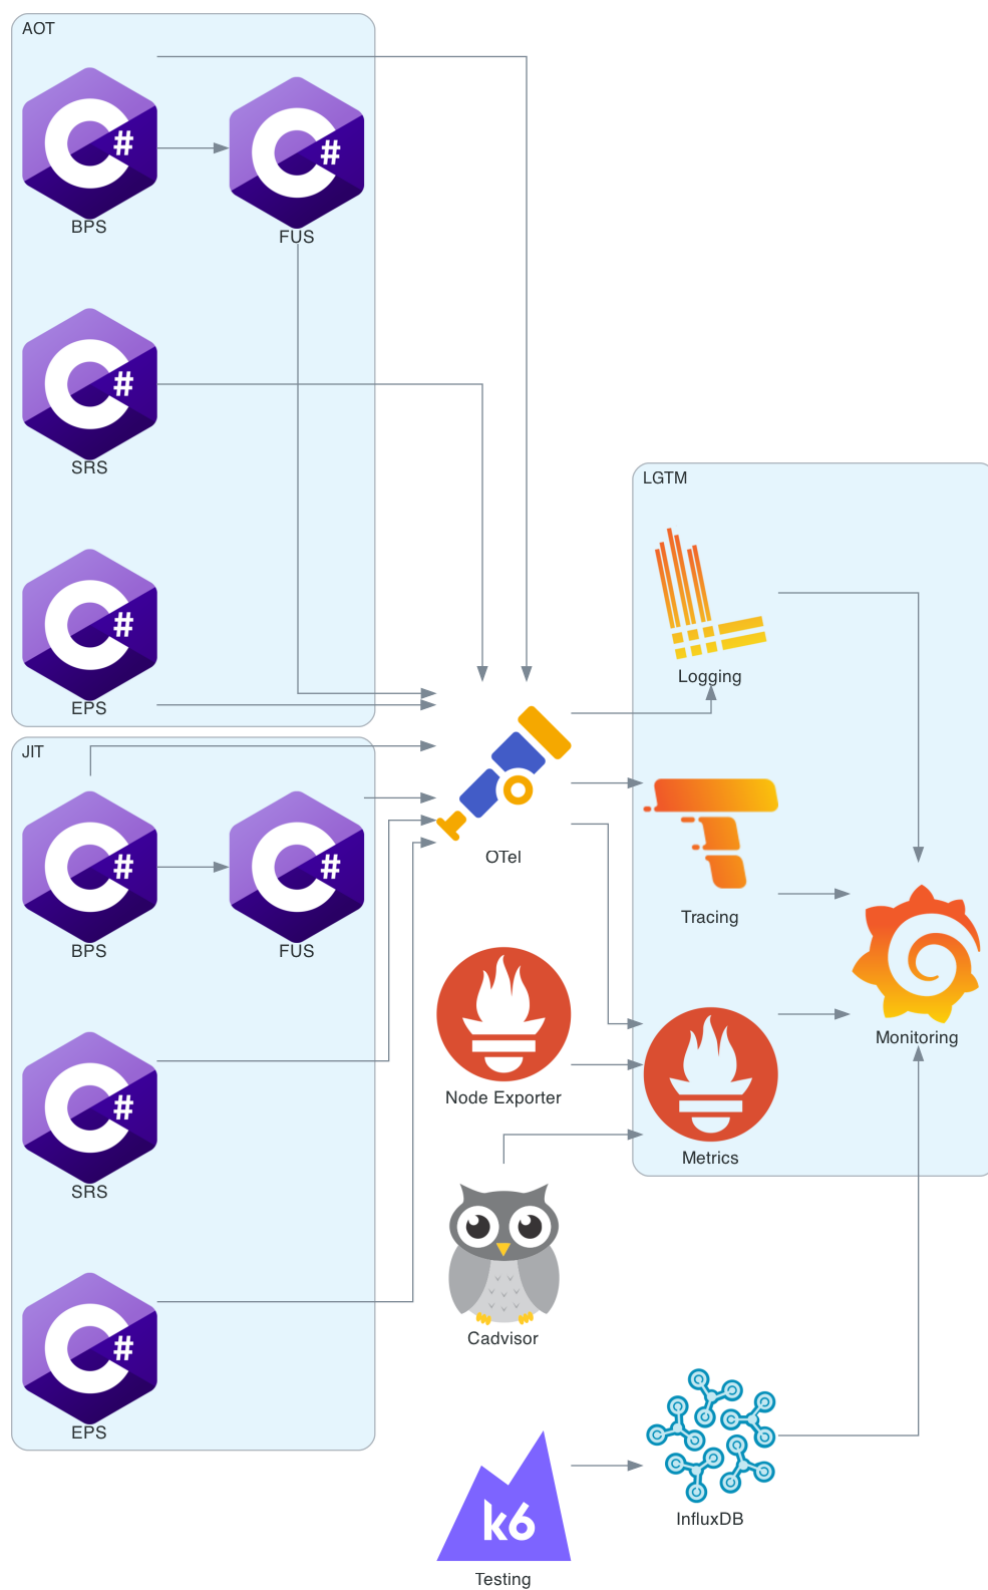 AOT
#
#
BPS
FUS
#
SRS
#
EPS
LGTM
Logging
JIT
#
#
BPS
FUS
OTel
Tracing
Monitoring
Node Exporter
Metrics
#
SRS
Cadvisor
#
EPS
k6
Testing
InfluxDB